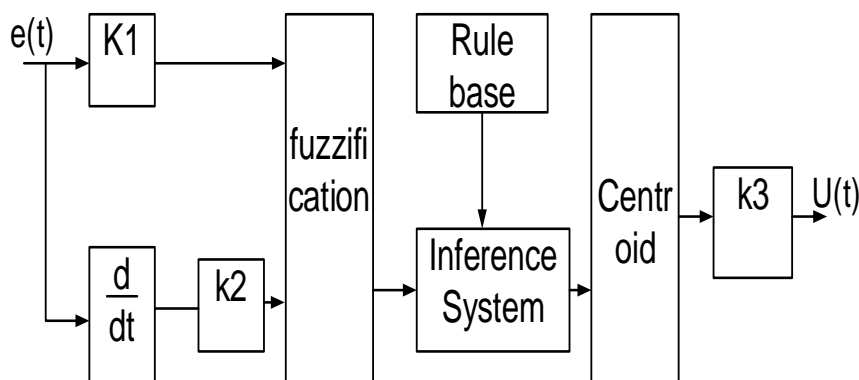 e(t)
K1
d
dt
k2
fuzzifi
cation
Rule
base
Inference
System
Centr
oid
k3
U(t)